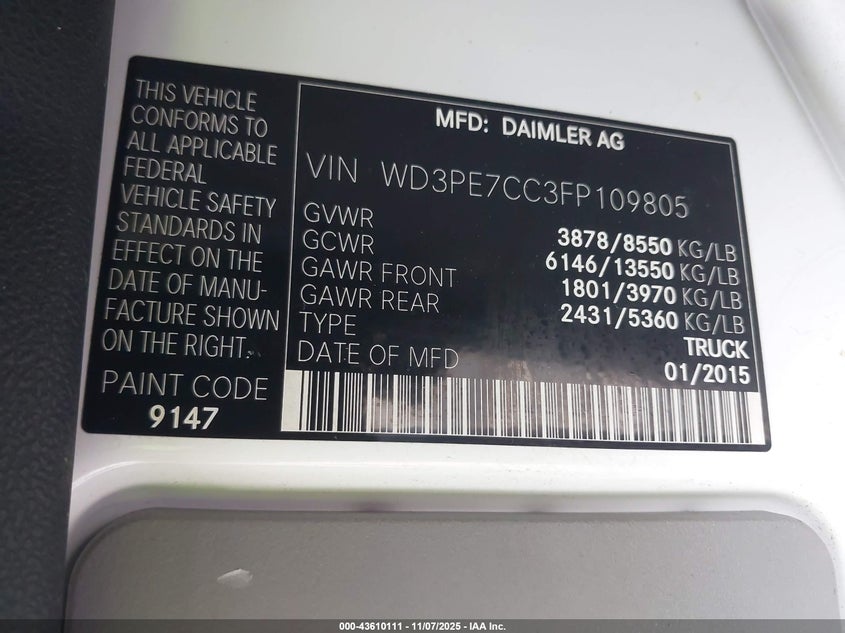 THIS VEHICLE
CONFORMS TO
ALL APPLICABLE
FEDERAL
VEHICLE SAFETY
STANDARDS IN
EFFECT ON THE
DATE OF MANU-
FACTURE SHOWN
ON THE RIGHT.
PAINT CODE
9147
MFD: DAIMLER AG
VIN WD3PE7CC3FP109805
GVWR 3878/8550 KG/LB
GCWR 6146/13550 KG/LB
GAWR FRONT 1801/3970 KG/LB
GAWR REAR 2431/5360 KG/LB
TYPE TRUCK
DATE OF MFD 01/2015
000-43610111 - 11/07/2025 - IAA Inc.